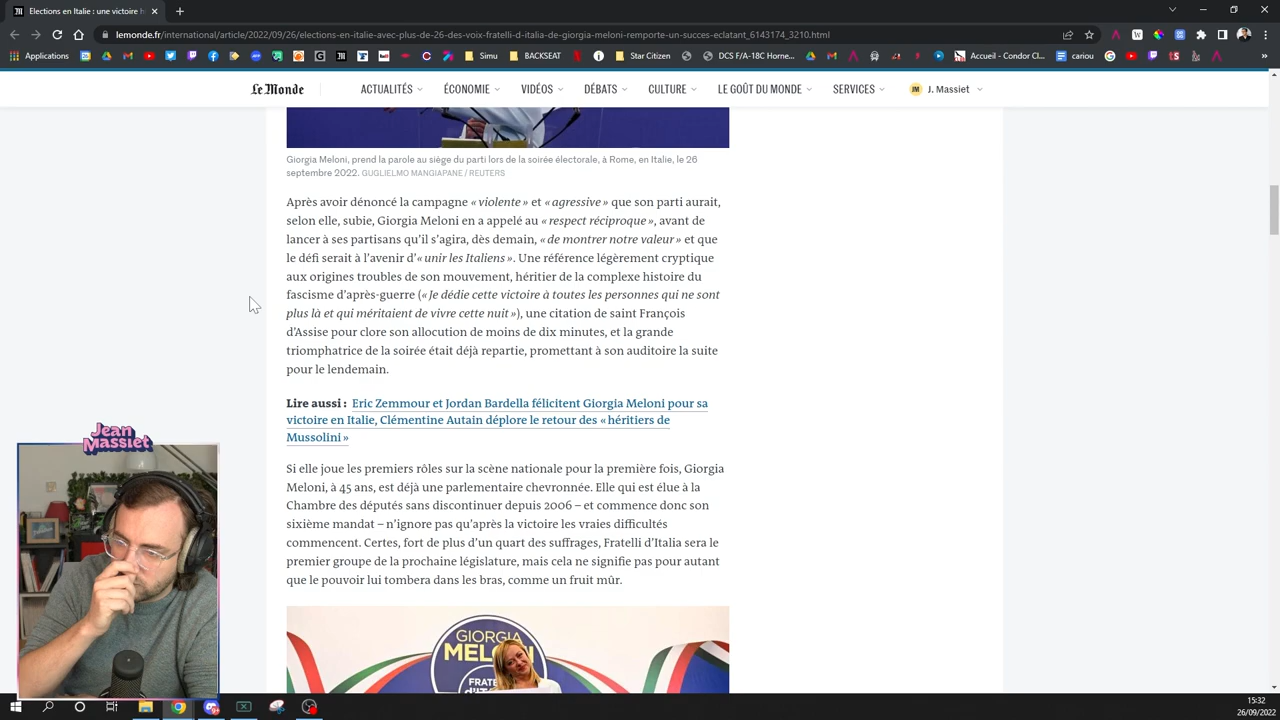 Elections en Italie : une victoire b
lemonde.fr/international/article/2022/09/26/elections-en-italie-avec-plus-de-26-des-voix-fratelli-d-italia-de-giorgia-meloni-remporte-un-succes-eclatant_6143174_3210.html
Applications
Simu
BACKSEAT
Star Citizen
DCS F/A-18C Horne...
Accueil - Condor Cl...
cariou
Le Monde
ACTUALITÉS
ÉCONOMIE
VIDÉOS
DÉBATS
CULTURE
LE GOÛT DU MONDE
SERVICES
JM
J. Massiet
Giorgia Meloni, prend la parole au siège du parti lors de la soirée électorale, à Rome, en Italie, le 26
septembre 2022. GUGLIELMO MANGIAPANE / REUTERS
Après avoir dénoncé la campagne « violente » et « agressive » que son parti aurait,
selon elle, subie, Giorgia Meloni en a appelé au « respect réciproque », avant de
lancer à ses partisans qu’il s’agira, dès demain, « de montrer notre valeur » et que
le défi serait à l’avenir d’« unir les Italiens ». Une référence légèrement cryptique
aux origines troubles de son mouvement, héritier de la complexe histoire du
fascisme d’après-guerre (« Je dédie cette victoire à toutes les personnes qui ne sont
plus là et qui méritaient de vivre cette nuit »), une citation de saint François
d’Assise pour clore son allocution de moins de dix minutes, et la grande
triomphatrice de la soirée était déjà repartie, promettant à son auditoire la suite
pour le lendemain.
Lire aussi : Eric Zemmour et Jordan Bardella félicitent Giorgia Meloni pour sa
victoire en Italie, Clémentine Autain déplore le retour des « héritiers de
Mussolini »
Si elle joue les premiers rôles sur la scène nationale pour la première fois, Giorgia
Meloni, à 45 ans, est déjà une parlementaire chevronnée. Elle qui est élue à la
Chambre des députés sans discontinuer depuis 2006 – et commence donc son
sixième mandat – n’ignore pas qu’après la victoire les vraies difficultés
commencent. Certes, fort de plus d’un quart des suffrages, Fratelli d’Italia sera le
premier groupe de la prochaine législature, mais cela ne signifie pas pour autant
que le pouvoir lui tombera dans les bras, comme un fruit mûr.
GIORGIA
Jean
Massiet
15:32
26/09/2022